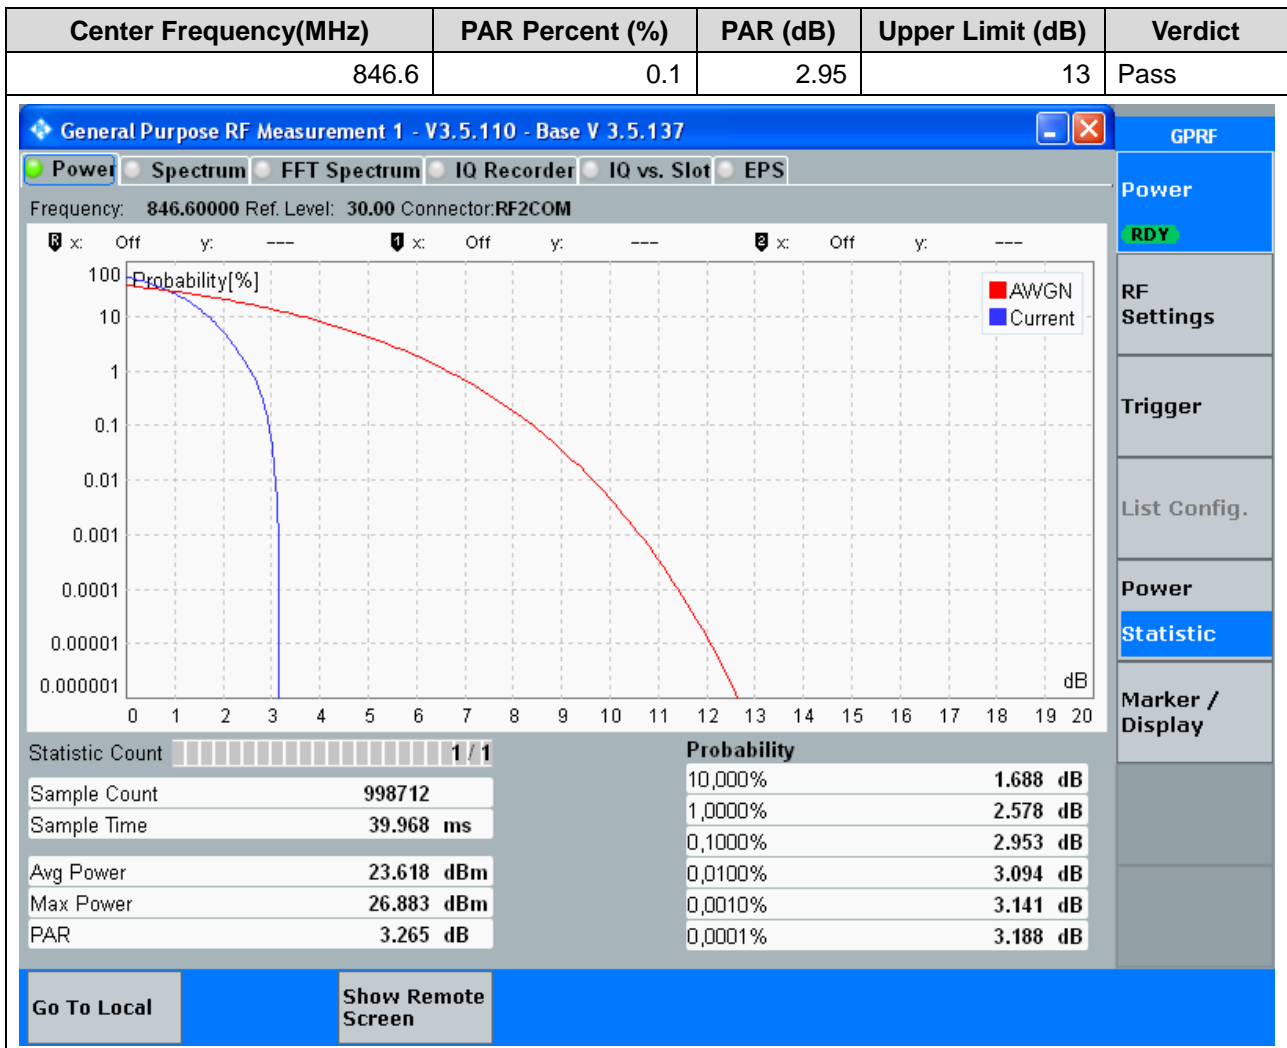 Center Frequency(MHz) PAR Percent (%) PAR (dB) Upper Limit (dB) Verdict
846.6 0.1 2.95 13 Pass
General Purpose RF Measurement 1 - V3.5.110 - Base V 3.5.137
GPRF
Power Spectrum FFT Spectrum IQ Recorder IQ vs. Slot EPS
Frequency: 846.60000 Ref. Level: 30.00 Connector:RF2COM
R x: Off y: --- 1 x: Off y: --- 2 x: Off y: ---
Probability[%]
100
10
1
0.1
0.01
0.001
0.0001
0.00001
0.000001
AWGN
Current
dB
0 1 2 3 4 5 6 7 8 9 10 11 12 13 14 15 16 17 18 19 20
Statistic Count 1 / 1
Sample Count 998712
Sample Time 39.968 ms
Avg Power 23.618 dBm
Max Power 26.883 dBm
PAR 3.265 dB
Probability
10,000% 1.688 dB
1,0000% 2.578 dB
0,1000% 2.953 dB
0,0100% 3.094 dB
0,0010% 3.141 dB
0,0001% 3.188 dB
Power
RDY
RF
Settings
Trigger
List Config.
Power
Statistic
Marker /
Display
Go To Local
Show Remote
Screen